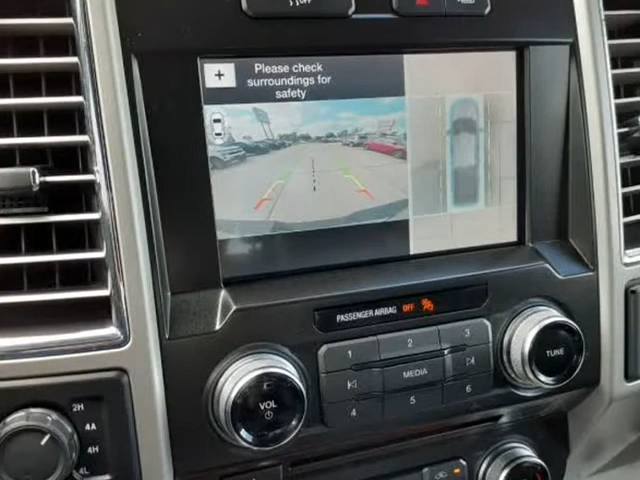 OFF
+
Please check
surroundings for
safety
PASSENGER AIRBAG OFF
1 2 3
MEDIA
4 5 6
VOL
TUNE
2H
4A
4H
4L